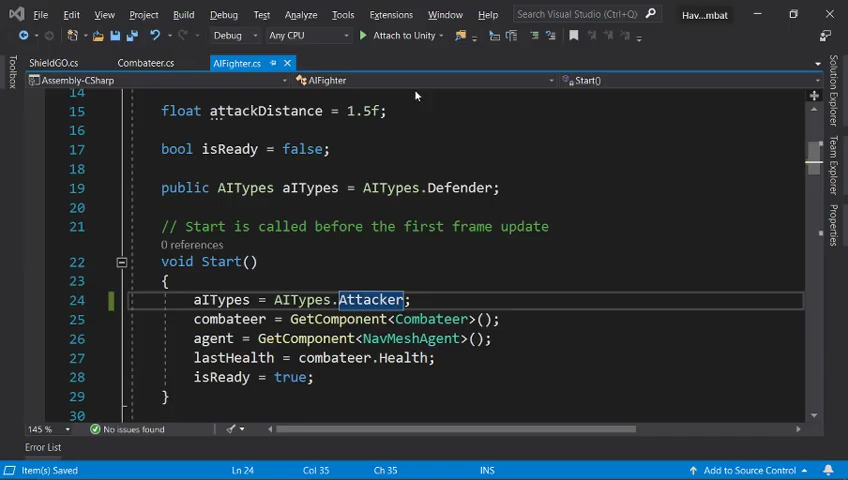 File Edit View Git Project Build Debug Test Analyze Tools Extensions Window Help Search Visual Studio (Ctrl+Q) Hav...mbat
Debug Any CPU Attach to Unity
ShieldGO.cs Combateer.cs AIFighter.cs
Assembly-CSharp AIFighter Start()
Toolbox
Solution Explorer
Team Explorer
Properties
14
15 float attackDistance = 1.5f;
16
17 bool isReady = false;
18
19 public AITypes aITypes = AITypes.Defender;
20
21 // Start is called before the first frame update
0 references
22 void Start()
23 {
24 aITypes = AITypes.Attacker;
25 combateer = GetComponent<Combateer>();
26 agent = GetComponent<NavMeshAgent>();
27 lastHealth = combateer.Health;
28 isReady = true;
29 }
30
145 % No issues found
Error List
Item(s) Saved Ln 24 Col 35 Ch 35 INS Add to Source Control